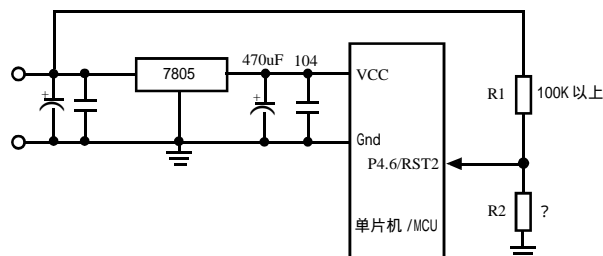 7805
470uF 104
VCC
R1 100K 以上
Gnd
P4.6/RST2
R2 ?
单片机 /MCU
+
+